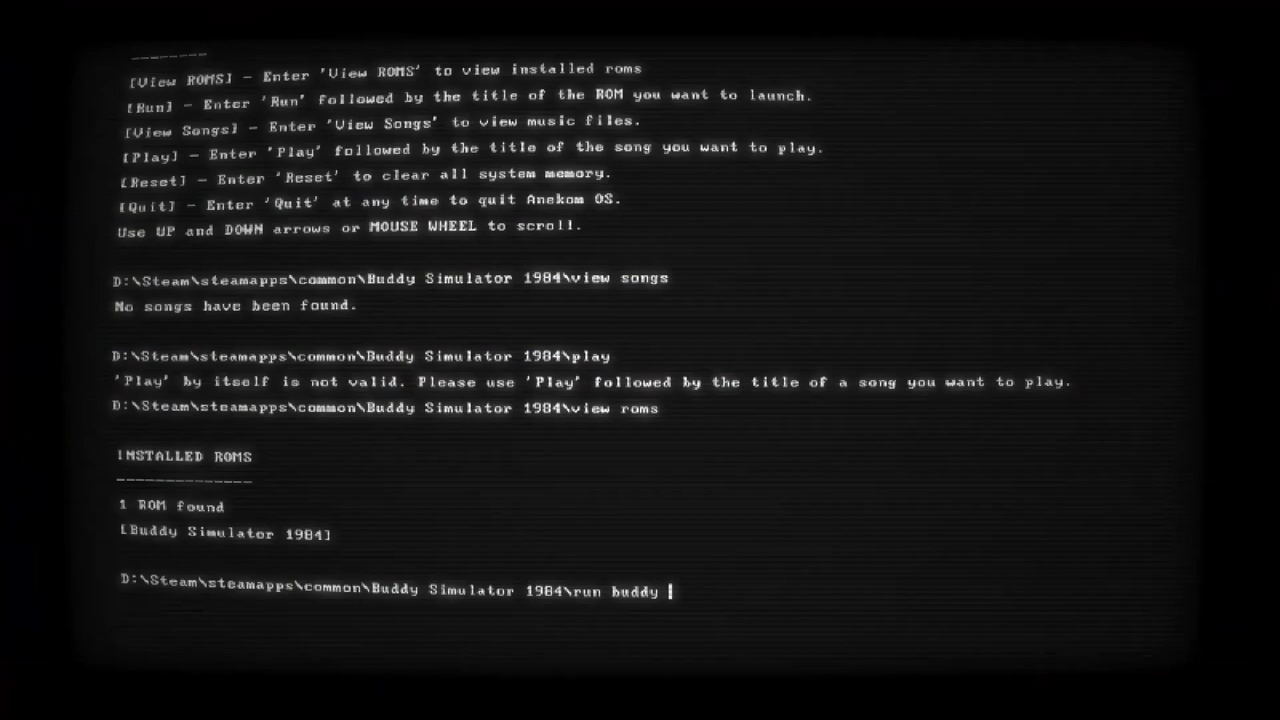 --------
[View ROMS] - Enter 'View ROMS' to view installed roms
[Run] - Enter 'Run' followed by the title of the ROM you want to launch.
[View Songs] - Enter 'View Songs' to view music files.
[Play] - Enter 'Play' followed by the title of the song you want to play.
[Reset] - Enter 'Reset' to clear all system memory.
[Quit] - Enter 'Quit' at any time to quit Anekom OS.
Use UP and DOWN arrows or MOUSE WHEEL to scroll.
D:\Steam\steamapps\common\Buddy Simulator 1984\view songs
No songs have been found.
D:\Steam\steamapps\common\Buddy Simulator 1984\play
'Play' by itself is not valid. Please use 'Play' followed by the title of a song you want to play.
D:\Steam\steamapps\common\Buddy Simulator 1984\view roms
INSTALLED ROMS
--------------
1 ROM found
[Buddy Simulator 1984]
D:\Steam\steamapps\common\Buddy Simulator 1984\run buddy